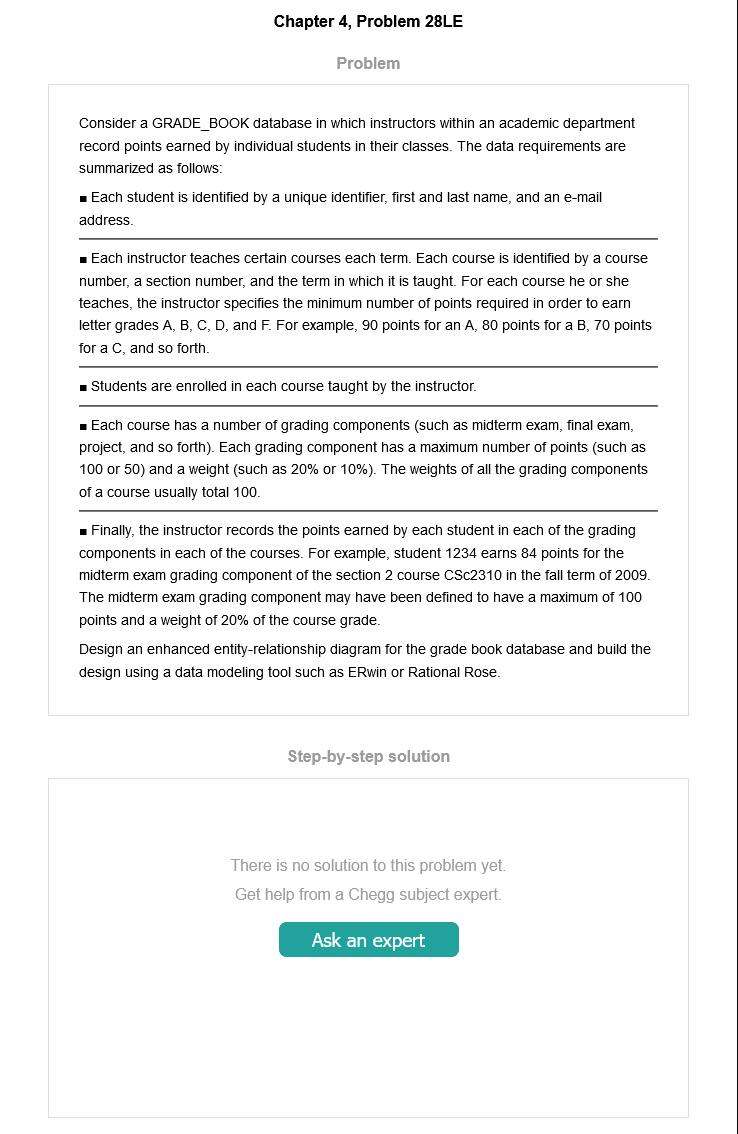 Chapter 4, Problem 28LE
Problem
Consider a GRADE_BOOK database in which instructors within an academic department
record points earned by individual students in their classes. The data requirements are
summarized as follows:
■ Each student is identified by a unique identifier, first and last name, and an e-mail
address.
■ Each instructor teaches certain courses each term. Each course is identified by a course
number, a section number, and the term in which it is taught. For each course he or she
teaches, the instructor specifies the minimum number of points required in order to earn
letter grades A, B, C, D, and F. For example, 90 points for an A, 80 points for a B, 70 points
for a C, and so forth.
■ Students are enrolled in each course taught by the instructor.
■ Each course has a number of grading components (such as midterm exam, final exam,
project, and so forth). Each grading component has a maximum number of points (such as
100 or 50) and a weight (such as 20% or 10%). The weights of all the grading components
of a course usually total 100.
■ Finally, the instructor records the points earned by each student in each of the grading
components in each of the courses. For example, student 1234 earns 84 points for the
midterm exam grading component of the section 2 course CSc2310 in the fall term of 2009.
The midterm exam grading component may have been defined to have a maximum of 100
points and a weight of 20% of the course grade.
Design an enhanced entity-relationship diagram for the grade book database and build the
design using a data modeling tool such as ERwin or Rational Rose.
Step-by-step solution
There is no solution to this problem yet.
Get help from a Chegg subject expert.
Ask an expert